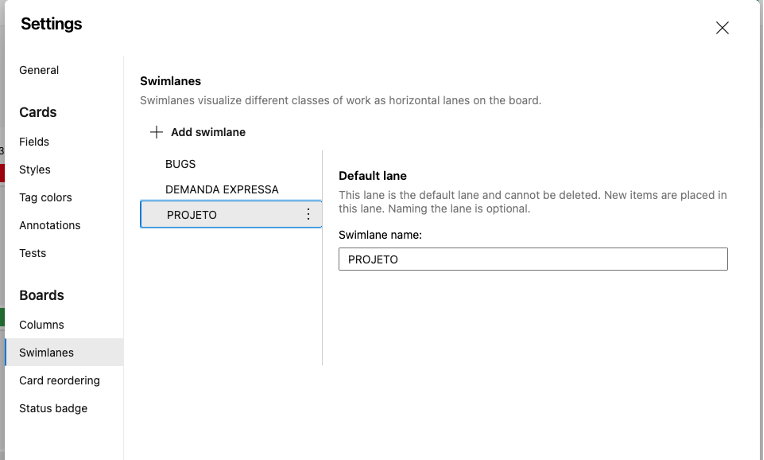 Settings
General
Cards
Fields
Styles
Tag colors
Annotations
Tests
Boards
Columns
Swimlanes
Card reordering
Status badge
Swimlanes
Swimlanes visualize different classes of work as horizontal lanes on the board.
Add swimlane
BUGS
DEMANDA EXPRESSA
PROJETO
Default lane
This lane is the default lane and cannot be deleted. New items are placed in
this lane. Naming the lane is optional.
Swimlane name:
PROJETO